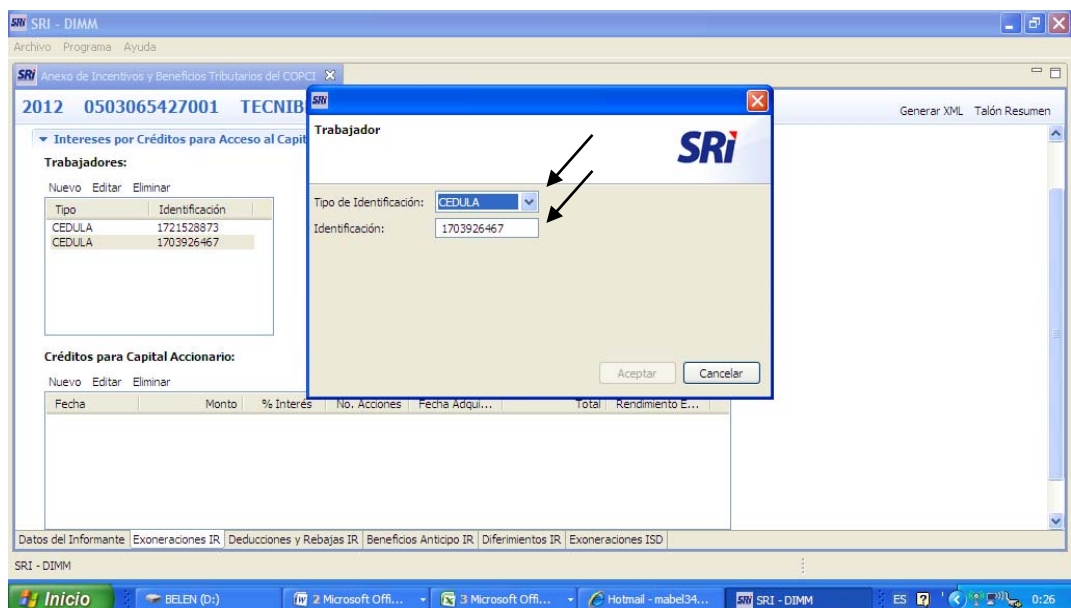 SRi SRI - DIMM
Archivo Programa Ayuda
SRi Anexo de Incentivos y Beneficios Tributarios del COPCI
2012 0503065427001 TECNIB
Generar XML Talón Resumen
Intereses por Créditos para Acceso al Capit
Trabajadores:
Nuevo Editar Eliminar
Tipo Identificación
CEDULA 1721528873
CEDULA 1703926467
SRi
Trabajador
SRi
Tipo de Identificación: CEDULA
Identificación: 1703926467
Aceptar Cancelar
Créditos para Capital Accionario:
Nuevo Editar Eliminar
Fecha Monto % Interés No. Acciones Fecha Adqui... Total Rendimiento E...
Datos del Informante Exoneraciones IR Deducciones y Rebajas IR Beneficios Anticipo IR Diferimientos IR Exoneraciones ISD
SRI - DIMM
Inicio BELEN (D:) 2 Microsoft Offi... 3 Microsoft Offi... Hotmail - mabel34... SRi SRI - DIMM ES 0:26